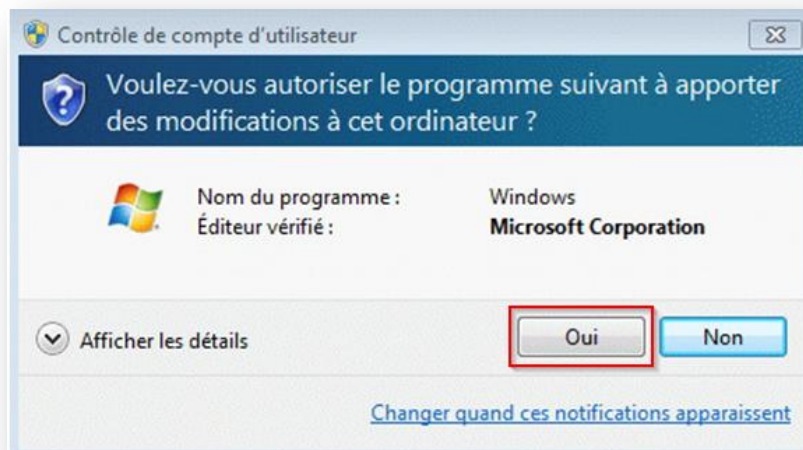 Contrôle de compte d'utilisateur
Voulez-vous autoriser le programme suivant à apporter
des modifications à cet ordinateur ?
Nom du programme : Windows
Éditeur vérifié : Microsoft Corporation
Afficher les détails Oui Non
Changer quand ces notifications apparaissent